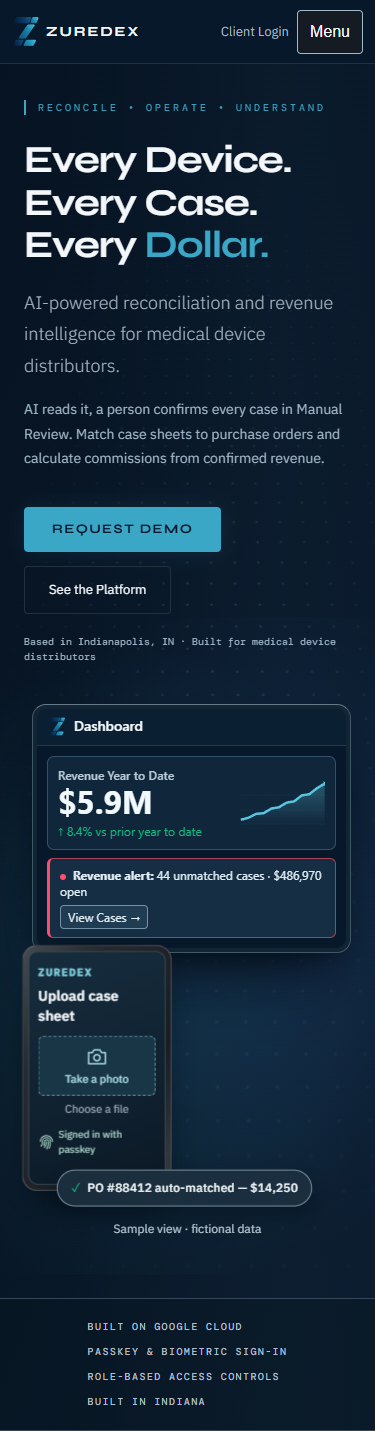 ZUREDEX
Client Login
Menu
RECONCILE • OPERATE • UNDERSTAND
Every Device.
Every Case.
Every Dollar.
AI-powered reconciliation and revenue
intelligence for medical device
distributors.
AI reads it, a person confirms every case in Manual
Review. Match case sheets to purchase orders and
calculate commissions from confirmed revenue.
REQUEST DEMO
See the Platform
Based in Indianapolis, IN · Built for medical device
distributors
Dashboard
Revenue Year to Date
$5.9M
↑ 8.4% vs prior year to date
Revenue alert: 44 unmatched cases · $486,970
open
View Cases →
ZUREDEX
Upload case
sheet
Take a photo
Choose a file
Signed in with
passkey
✓ PO #88412 auto-matched — $14,250
Sample view · fictional data
BUILT ON GOOGLE CLOUD
PASSKEY & BIOMETRIC SIGN-IN
ROLE-BASED ACCESS CONTROLS
BUILT IN INDIANA